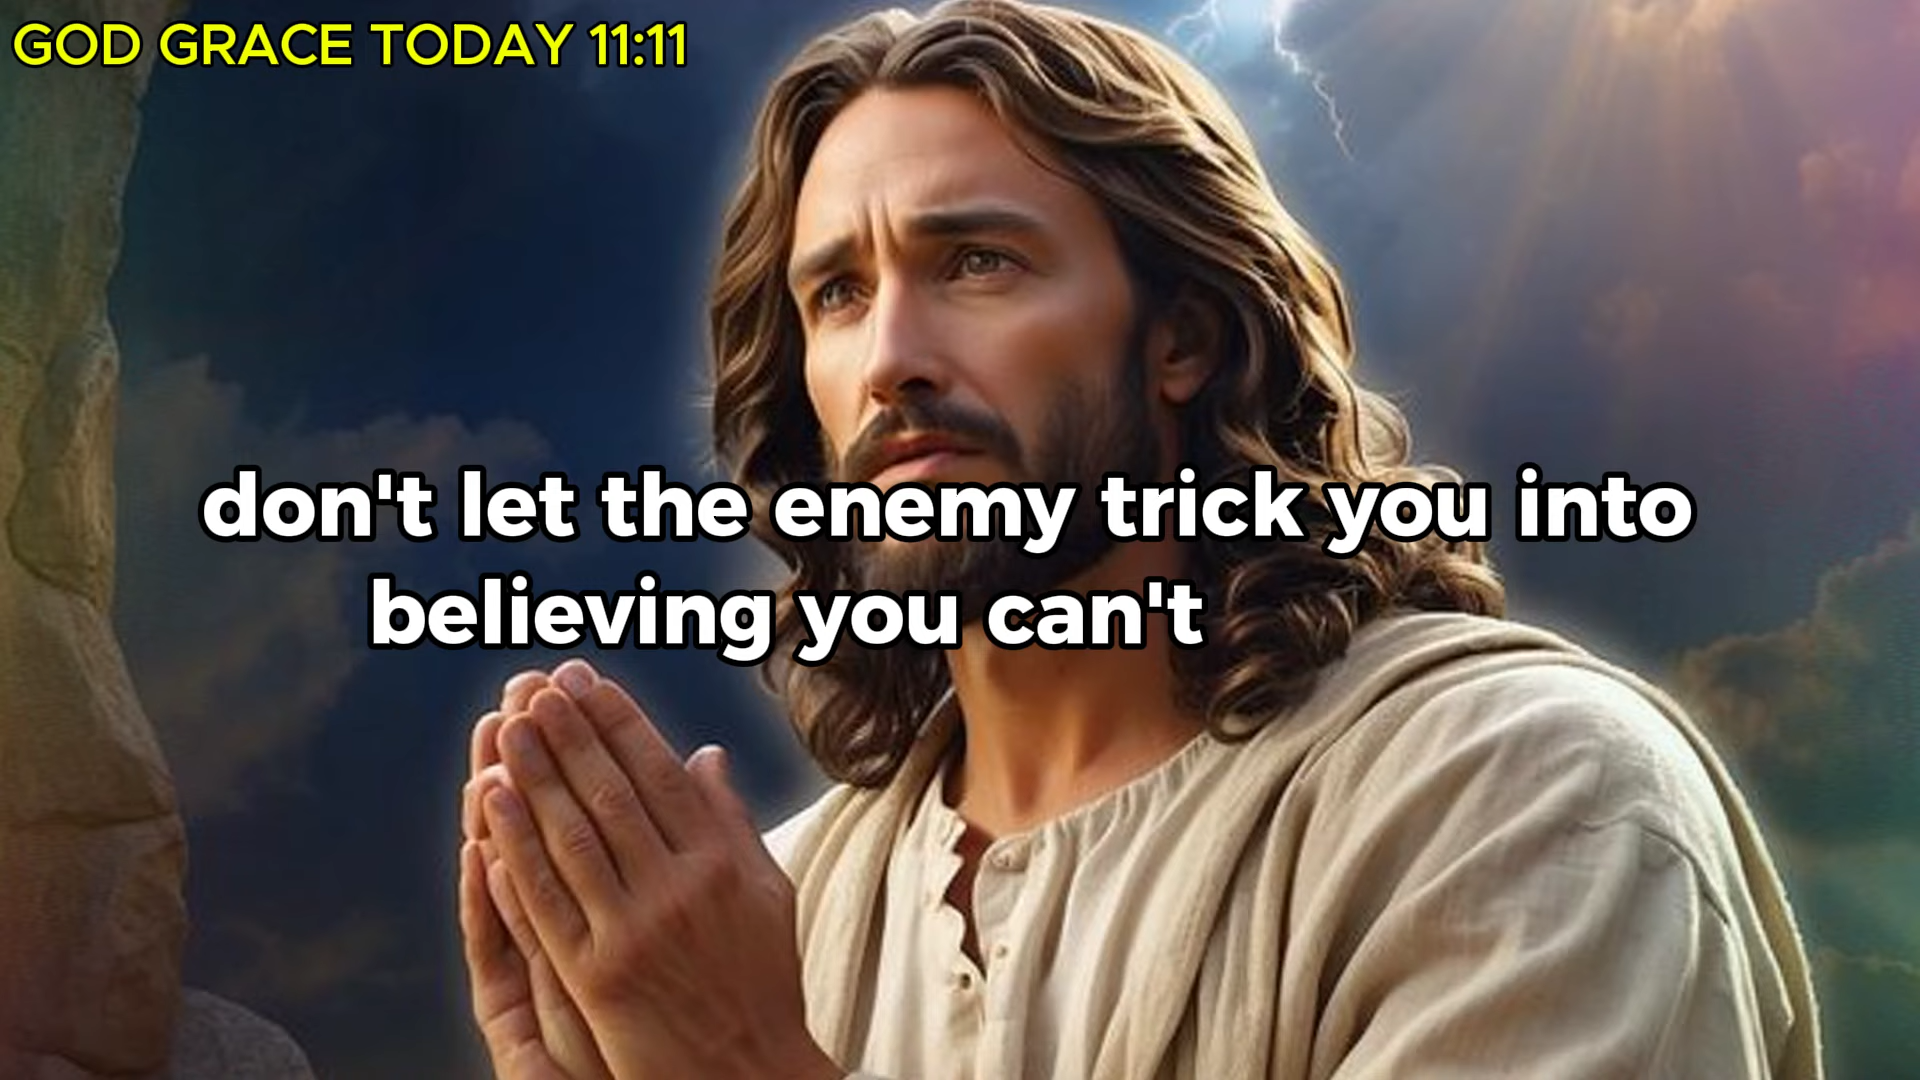 GOD GRACE TODAY 11:11
don't let the enemy trick you into
believing you can't